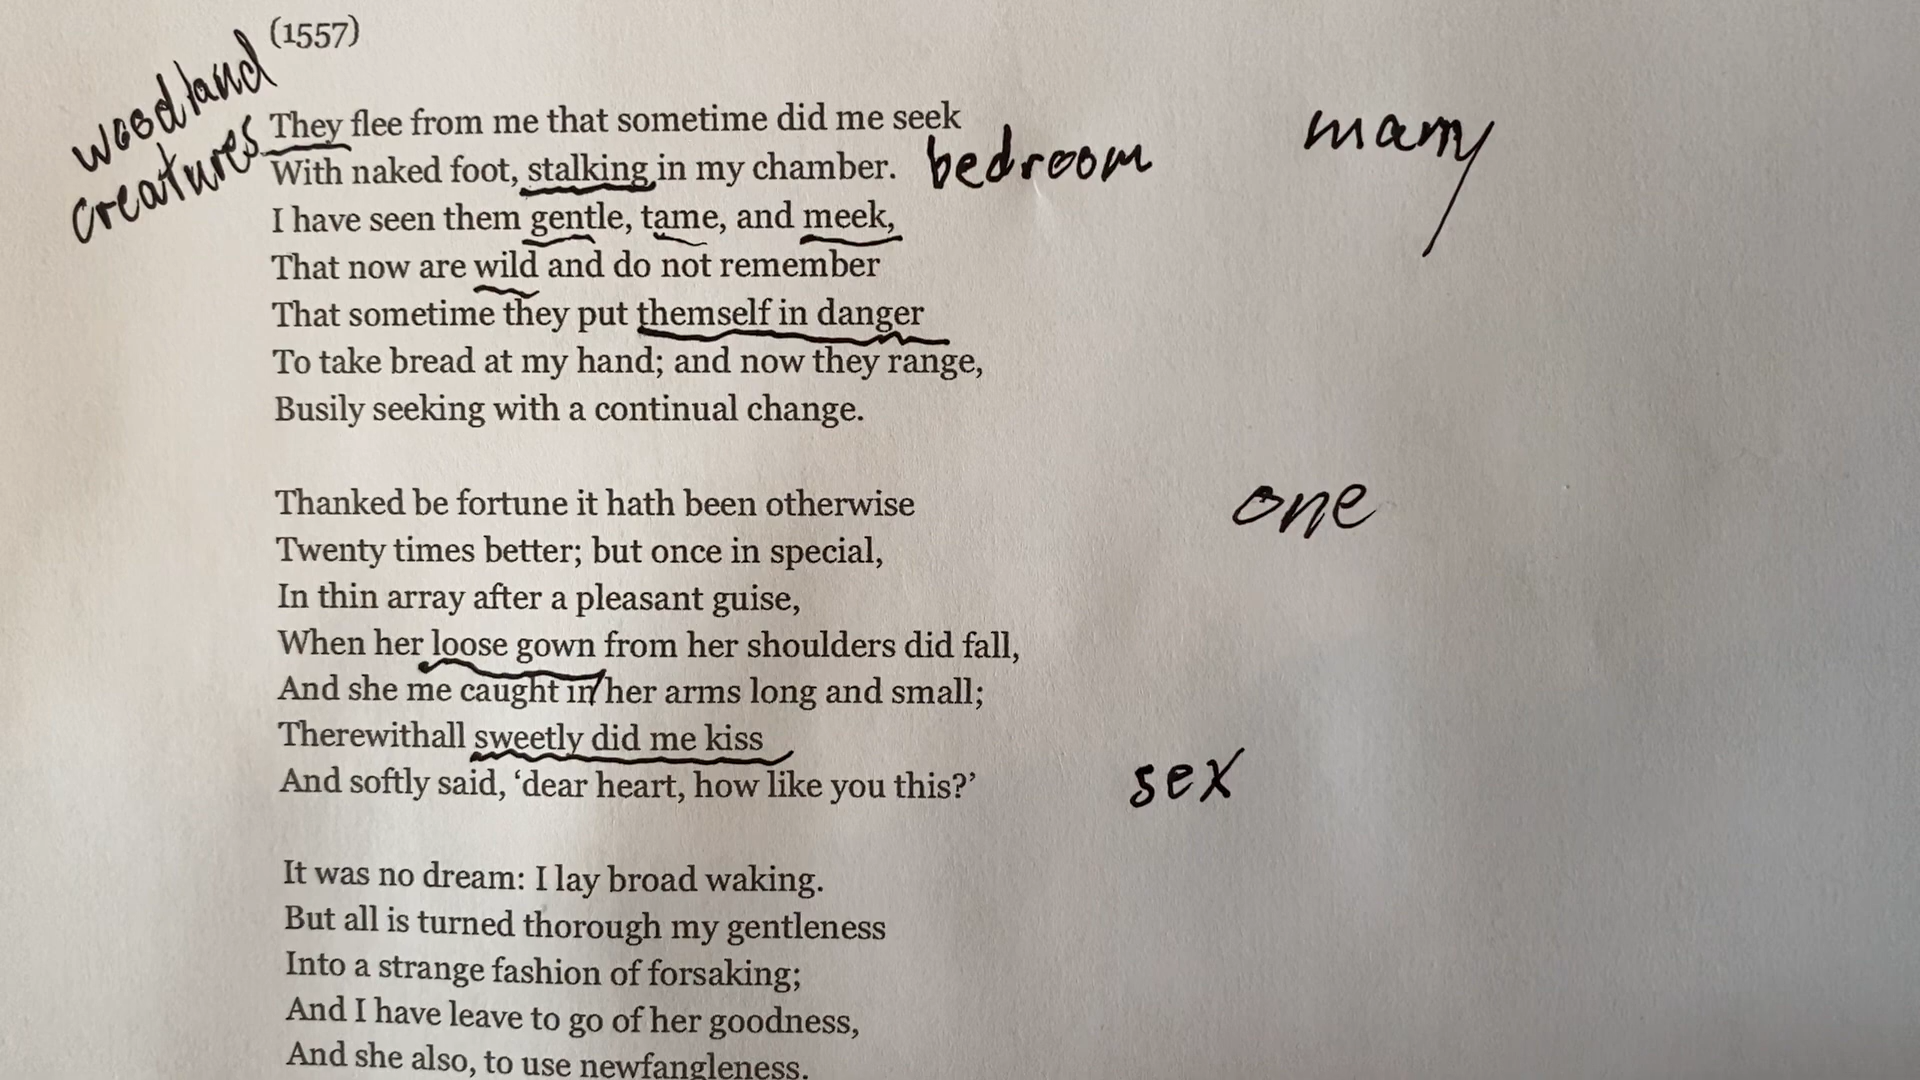 (1557)
woodland
creatures
They flee from me that sometime did me seek
many
With naked foot, stalking in my chamber.
bedroom
I have seen them gentle, tame, and meek,
That now are wild and do not remember
That sometime they put themself in danger
To take bread at my hand; and now they range,
Busily seeking with a continual change.
Thanked be fortune it hath been otherwise
one
Twenty times better; but once in special,
In thin array after a pleasant guise,
When her loose gown from her shoulders did fall,
And she me caught in her arms long and small;
Therewithall sweetly did me kiss
And softly said, ‘dear heart, how like you this?’
sex
It was no dream: I lay broad waking.
But all is turned thorough my gentleness
Into a strange fashion of forsaking;
And I have leave to go of her goodness,
And she also, to use newfangleness.